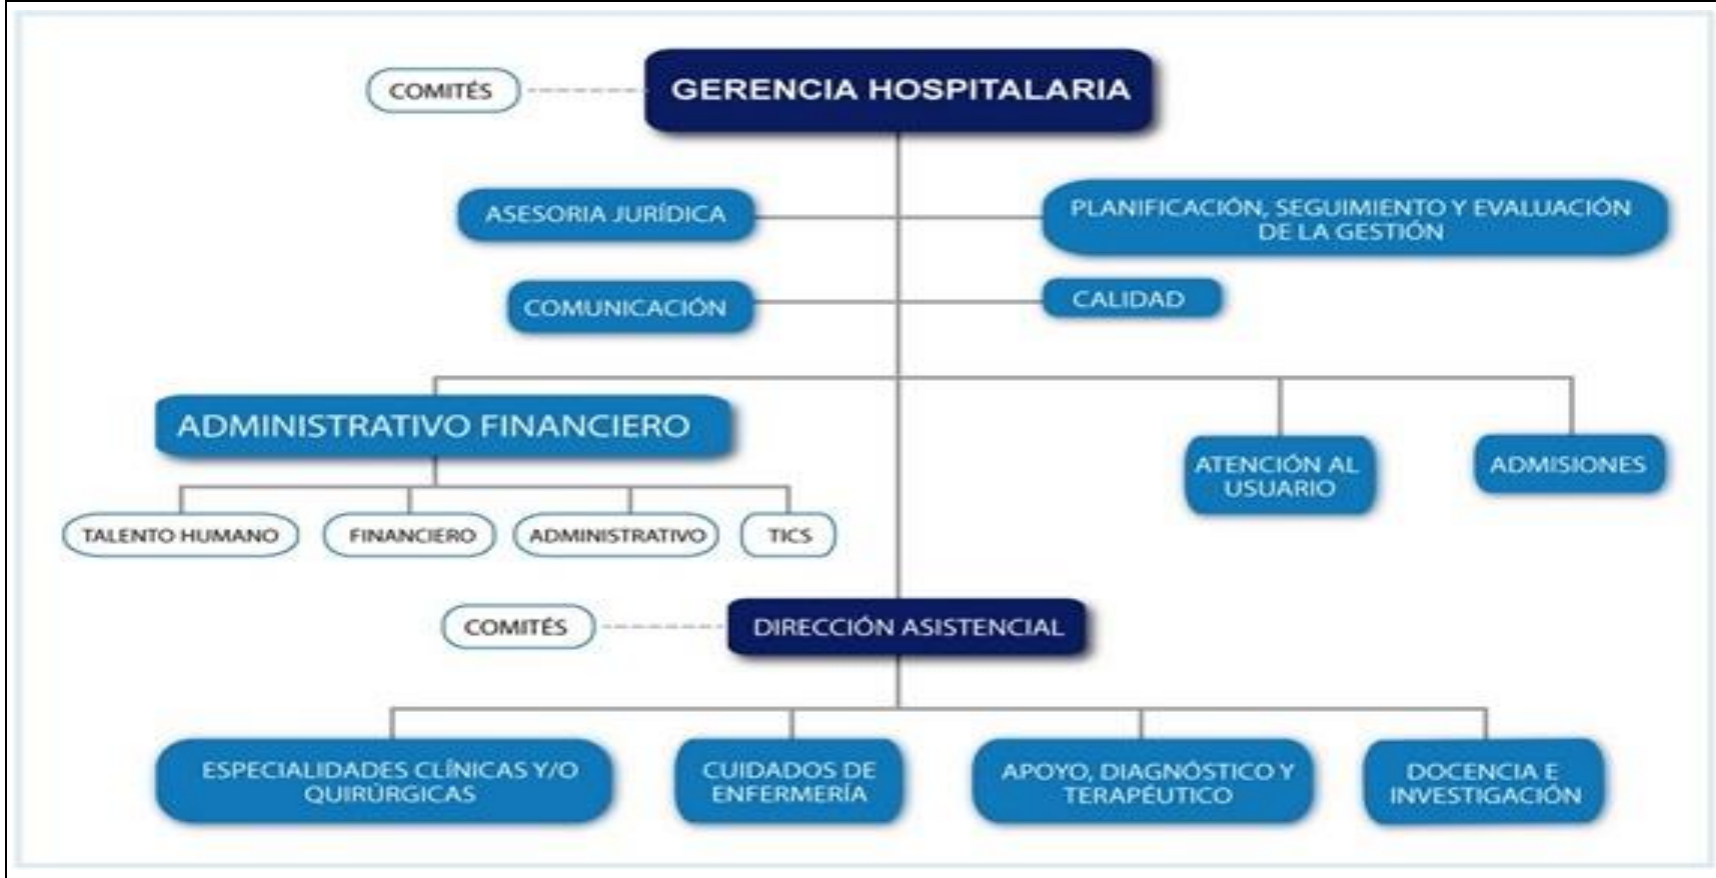 COMITÉS
GERENCIA HOSPITALARIA
ASESORIA JURÍDICA
PLANIFICACIÓN, SEGUIMIENTO Y EVALUACIÓN
DE LA GESTIÓN
COMUNICACIÓN
CALIDAD
ADMINISTRATIVO FINANCIERO
ATENCIÓN AL
USUARIO
ADMISIONES
TALENTO HUMANO
FINANCIERO
ADMINISTRATIVO
TICS
COMITÉS
DIRECCIÓN ASISTENCIAL
ESPECIALIDADES CLÍNICAS Y/O
QUIRÚRGICAS
CUIDADOS DE
ENFERMERÍA
APOYO, DIAGNÓSTICO Y
TERAPÉUTICO
DOCENCIA E
INVESTIGACIÓN